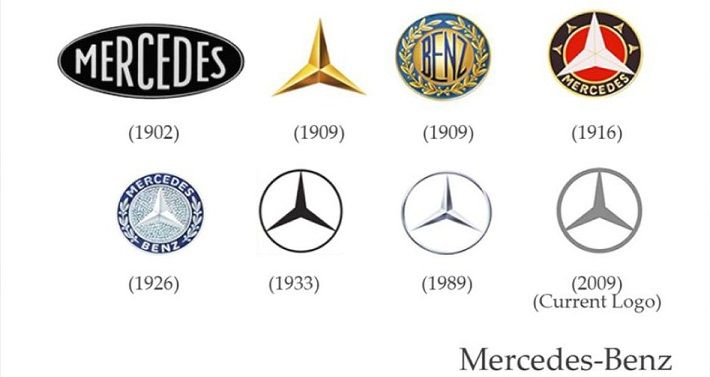 MERCEDES
BENZ
MERCEDES
(1902)
(1909)
(1909)
(1916)
MERCEDES
BENZ
(1926)
(1933)
(1989)
(2009)
(Current Logo)
Mercedes-Benz